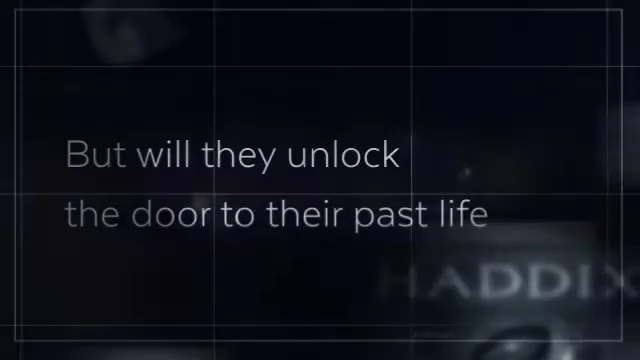 But will they unlock
the door to their past life
HADDIX